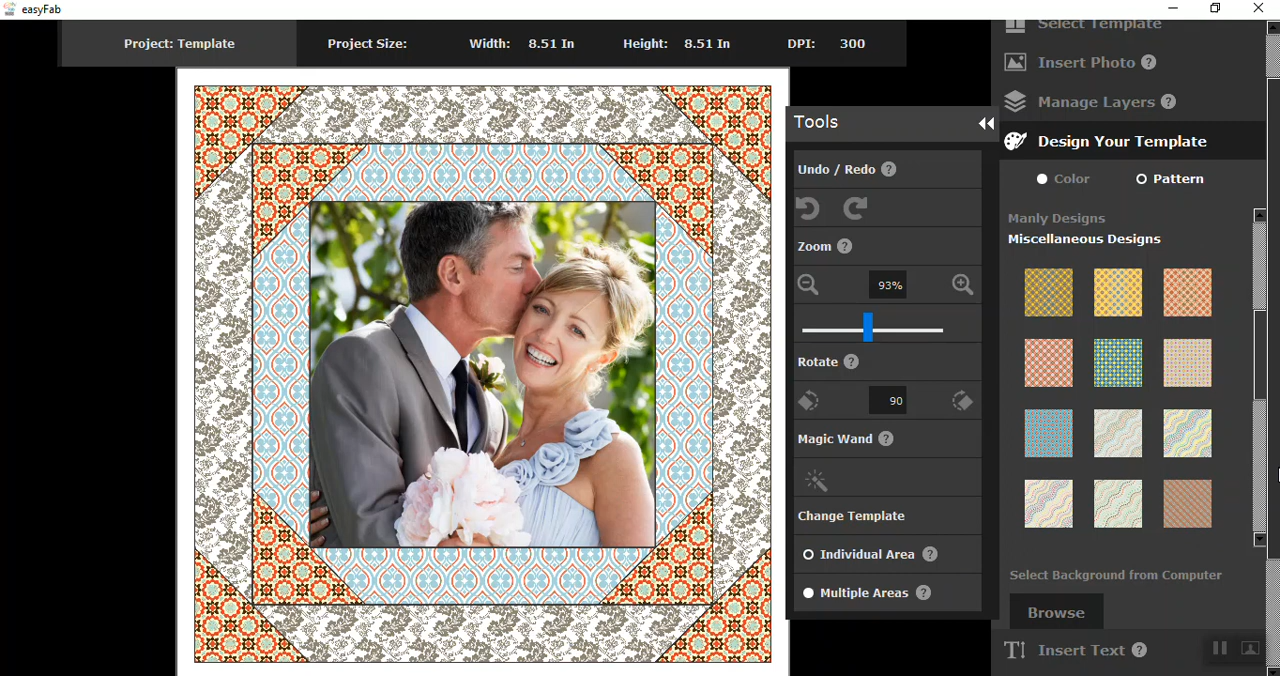 easyFab
Project: Template
Project Size:
Width: 8.51 In
Height: 8.51 In
DPI: 300
Select Template
Insert Photo ?
Manage Layers ?
Design Your Template
Color
Pattern
Manly Designs
Miscellaneous Designs
Select Background from Computer
Browse
Insert Text ?
Tools
Undo / Redo ?
Zoom ?
93%
Rotate ?
90
Magic Wand ?
Change Template
Individual Area ?
Multiple Areas ?